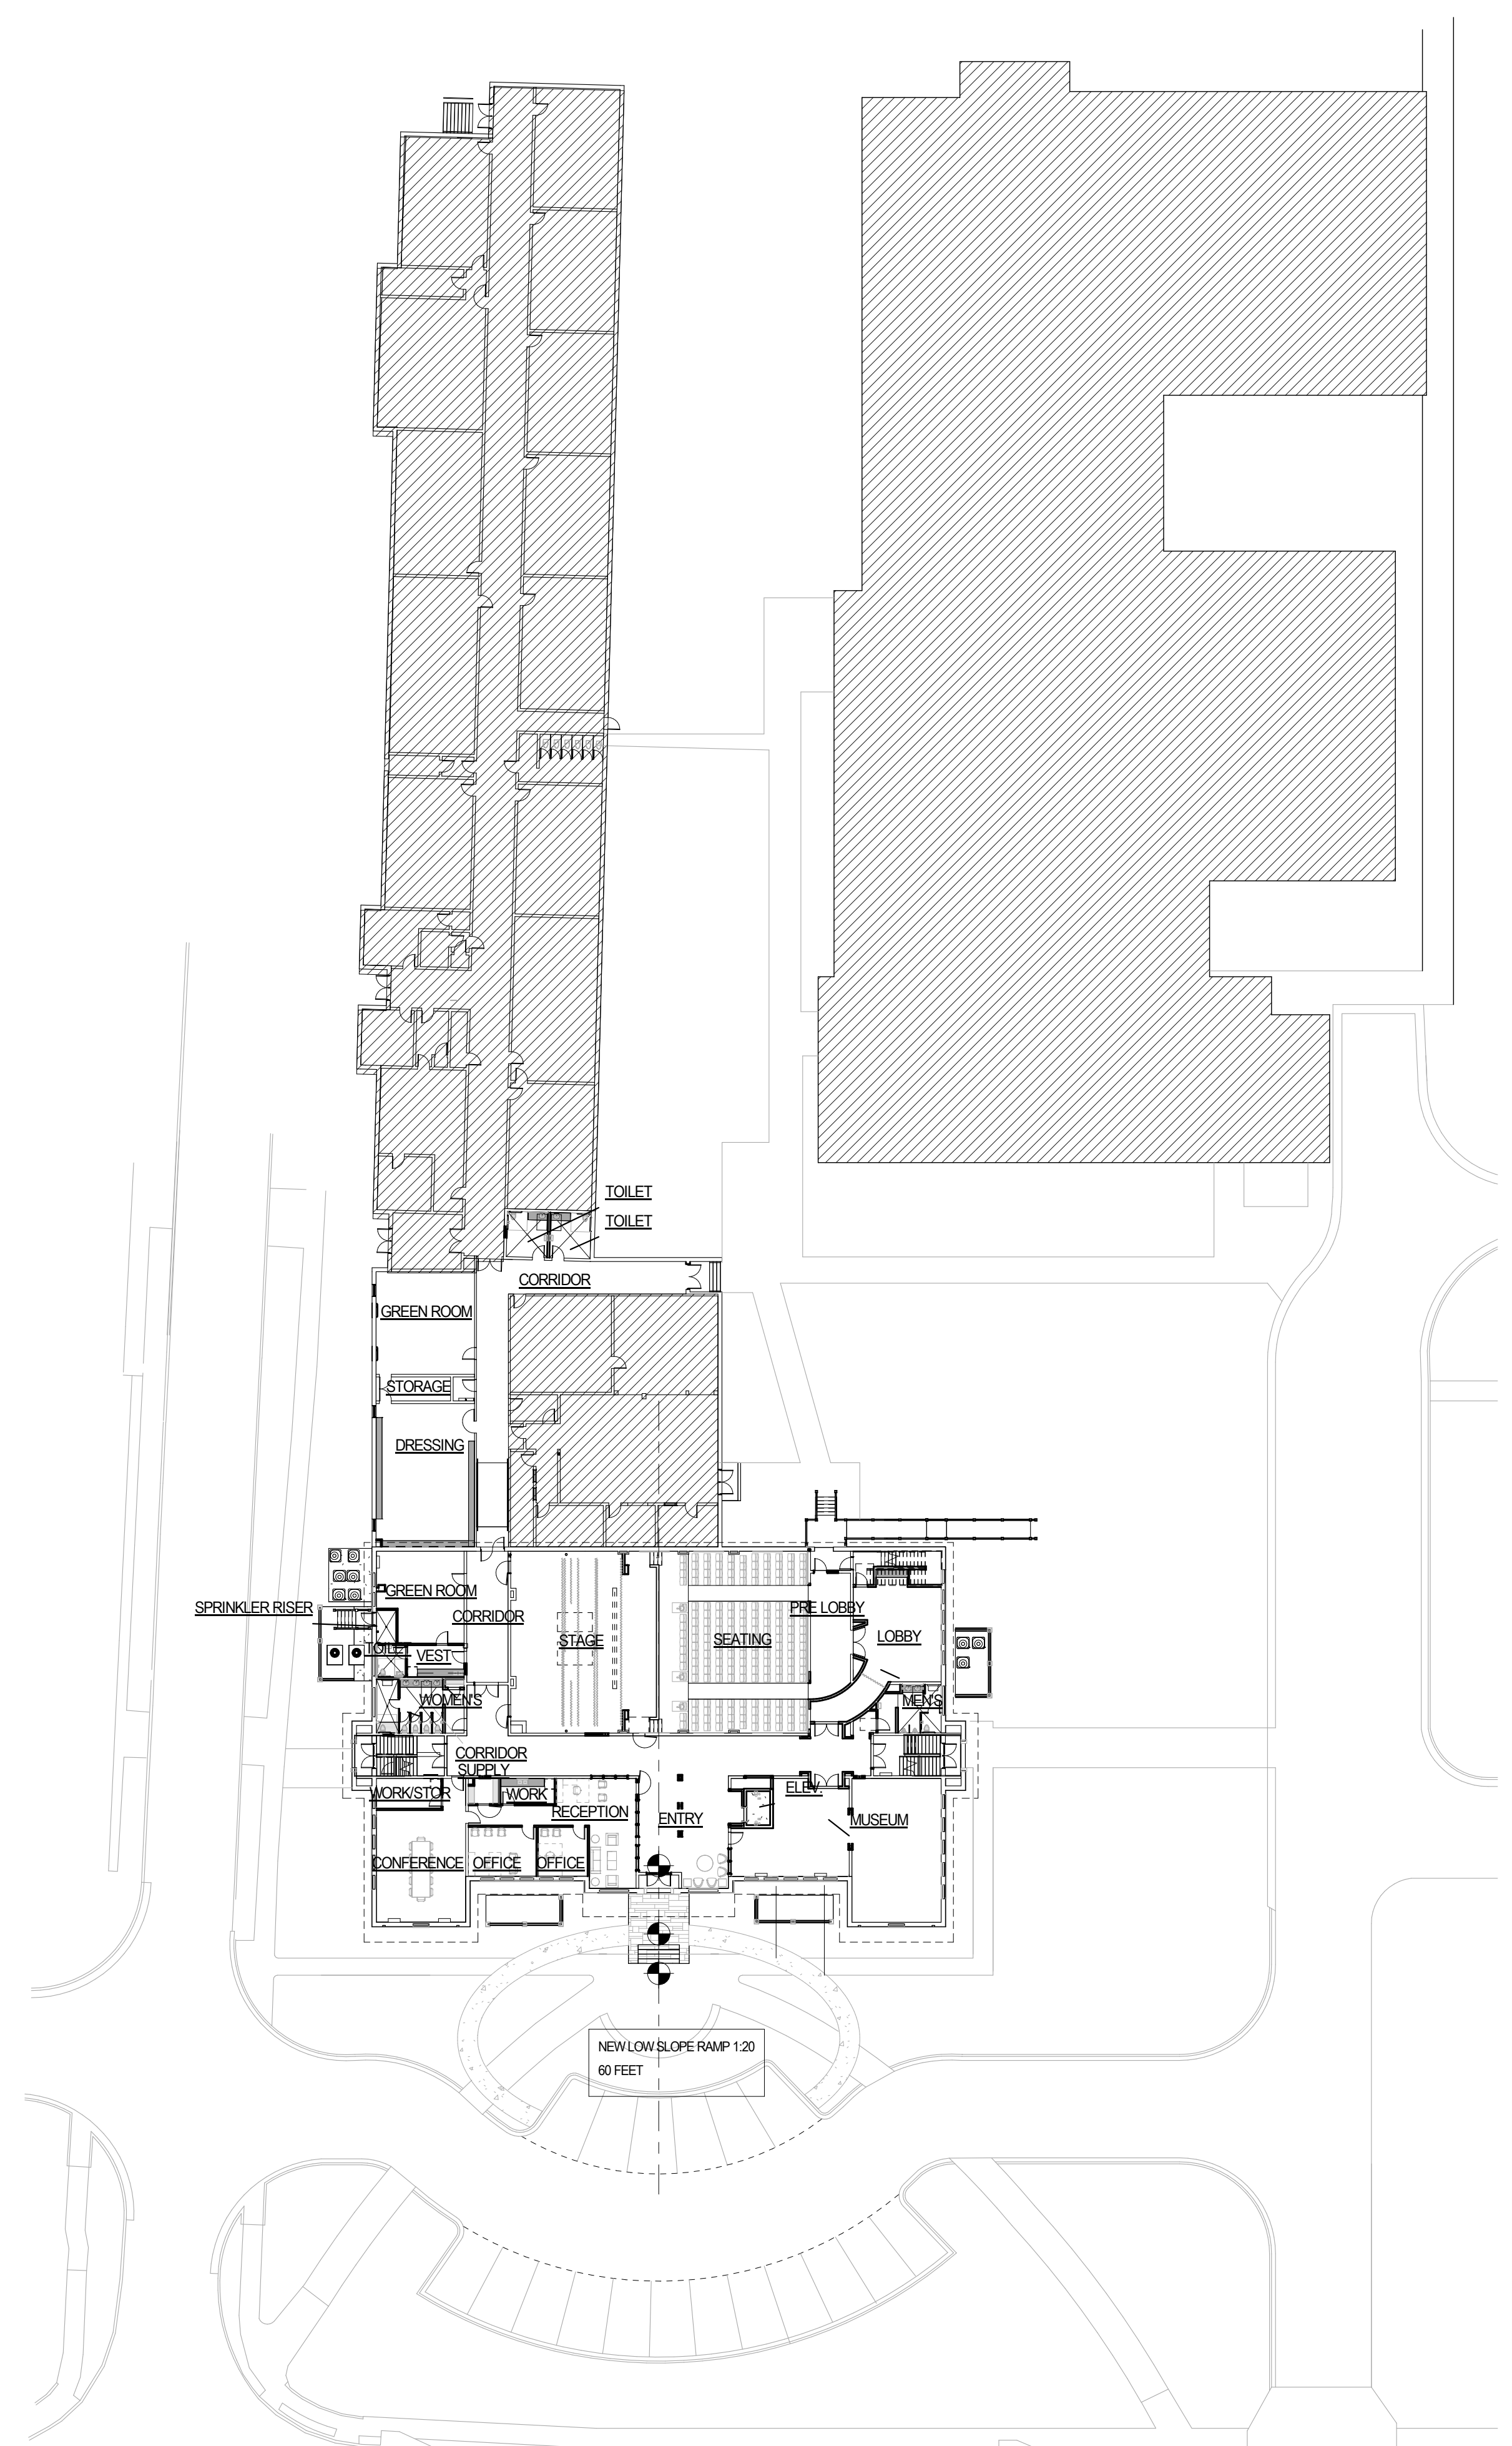 TOILET
TOILET
CORRIDOR
GREEN ROOM
STORAGE
DRESSING
GREEN ROOM
SPRINKLER RISER
CORRIDOR
PRE LOBBY
STAGE
SEATING
LOBBY
TOILET
VEST
WOMEN'S
MEN'S
CORRIDOR
SUPPLY
WORK/STOR
WORK
ELEV.
RECEPTION
ENTRY
MUSEUM
CONFERENCE
OFFICE
OFFICE
NEW LOW SLOPE RAMP 1:20
60 FEET